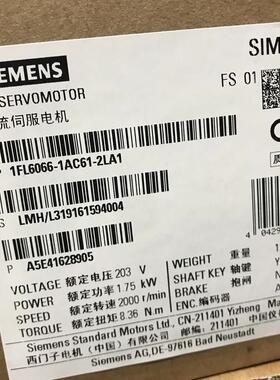 SIEMENS
SIM
SERVOMOTOR
FS 01
流伺服电机
P 1FL6066-1AC61-2LA1
S LMH/L319161594004
P A5E41628905
4042
VOLTAGE 额定电压 203 V
POWER 额定功率 1.75 kW
SPEED 额定转速 2000 r/min
TORQUE 额定扭矩 8.36 N.m
WEIGHT 重量
SHAFT KEY 轴键
BRAKE 抱闸
ENC.编码器
Siemens Standard Motors Ltd, CN-211401 Yizheng
西门子电机（中国）有限公司 邮编:211401
Siemens AG, DE-97616 Bad Neustadt